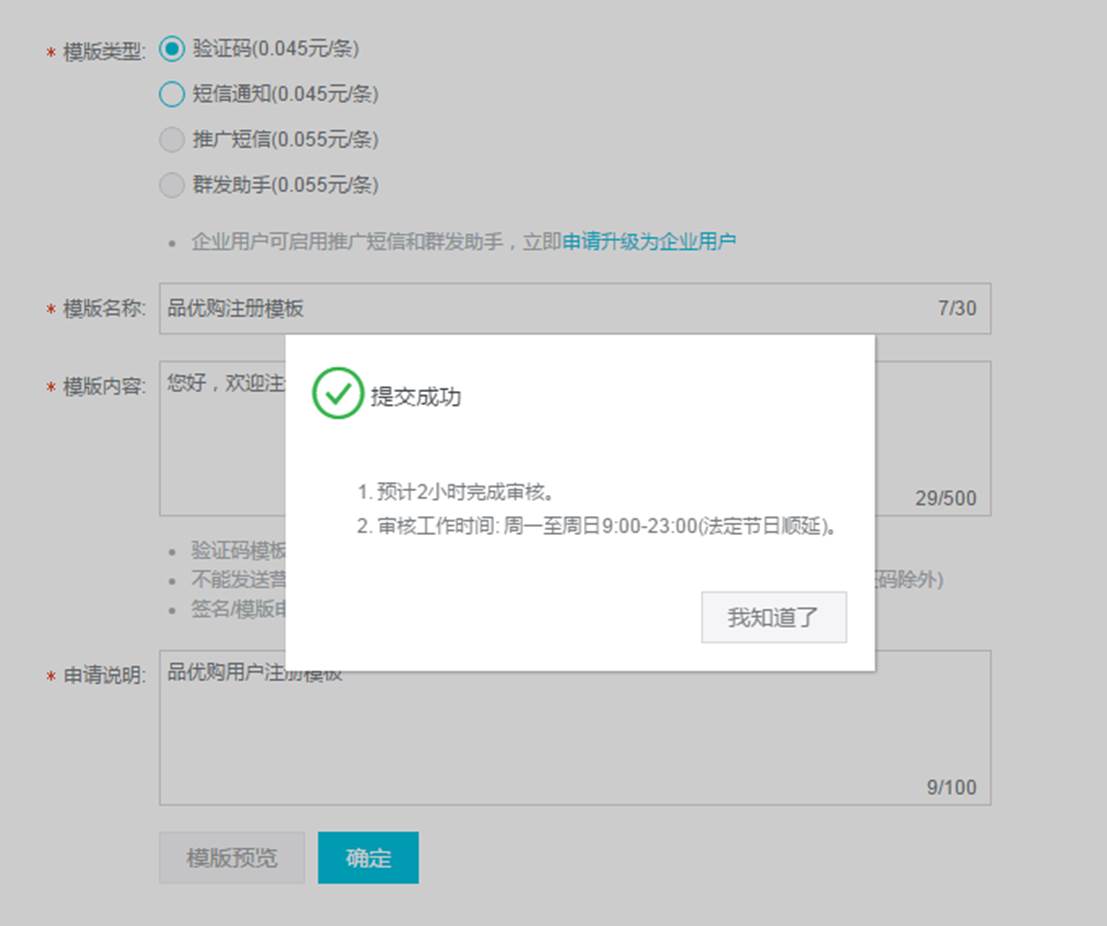 * 模版类型: 验证码(0.045元/条)
短信通知(0.045元/条)
推广短信(0.055元/条)
群发助手(0.055元/条)
• 企业用户可启用推广短信和群发助手，立即申请升级为企业用户
* 模版名称: 品优购注册模板 7/30
* 模版内容: 您好，欢迎注
提交成功
1. 预计2小时完成审核。
29/500
2. 审核工作时间: 周一至周日9:00-23:00(法定节日顺延)。
• 验证码模板
• 不能发送营 码除外)
• 签名/模版申
我知道了
* 申请说明: 品优购用户注册模板
9/100
模版预览 确定